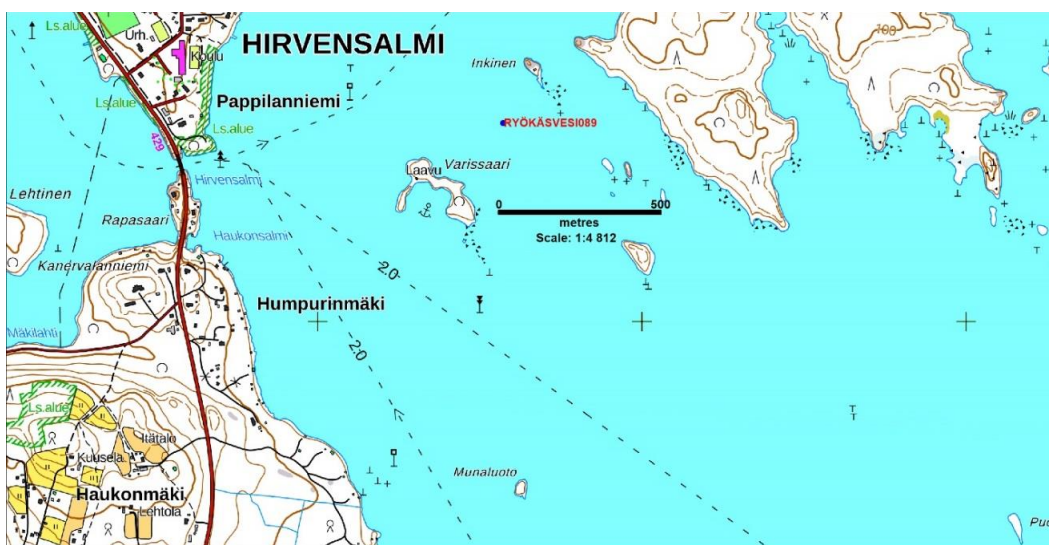 Ls.alue
Urh.
HIRVENSALMI
Koulu
100
Inkinen
Ls.alue
Pappilanniemi
RYÖKÄSVESI089
Ls.alue
429
Varissaari
Laavu
Hirvensalmi
Lehtinen
0 500
metres
Scale: 1:4 812
Rapasaari
Haukonsalmi
Kanervalanniemi
2.0
Humpurinmäki
Mäkilahti
2.0
Ls.alue
Itätalo
Kuusela
Munaluoto
Haukonmäki
Lehtola
Puo